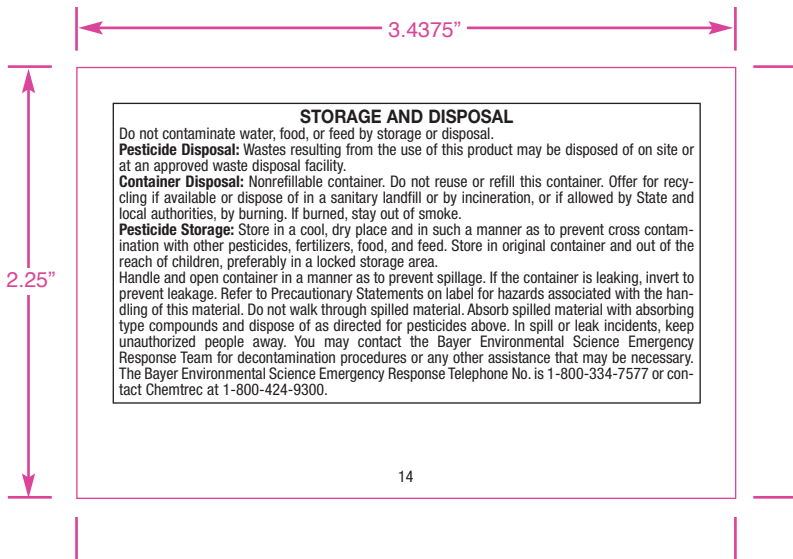 3.4375”
2.25”
STORAGE AND DISPOSAL
Do not contaminate water, food, or feed by storage or disposal.
Pesticide Disposal: Wastes resulting from the use of this product may be disposed of on site or
at an approved waste disposal facility.
Container Disposal: Nonrefillable container. Do not reuse or refill this container. Offer for recy-
cling if available or dispose of in a sanitary landfill or by incineration, or if allowed by State and
local authorities, by burning. If burned, stay out of smoke.
Pesticide Storage: Store in a cool, dry place and in such a manner as to prevent cross contam-
ination with other pesticides, fertilizers, food, and feed. Store in original container and out of the
reach of children, preferably in a locked storage area.
Handle and open container in a manner as to prevent spillage. If the container is leaking, invert to
prevent leakage. Refer to Precautionary Statements on label for hazards associated with the han-
dling of this material. Do not walk through spilled material. Absorb spilled material with absorbing
type compounds and dispose of as directed for pesticides above. In spill or leak incidents, keep
unauthorized people away. You may contact the Bayer Environmental Science Emergency
Response Team for decontamination procedures or any other assistance that may be necessary.
The Bayer Environmental Science Emergency Response Telephone No. is 1-800-334-7577 or con-
tact Chemtrec at 1-800-424-9300.
14